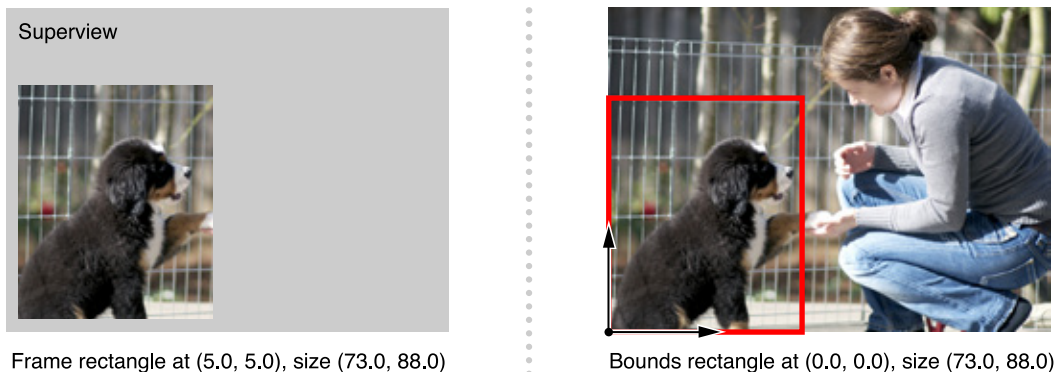 Superview
Frame rectangle at (5.0, 5.0), size (73.0, 88.0)
Bounds rectangle at (0.0, 0.0), size (73.0, 88.0)